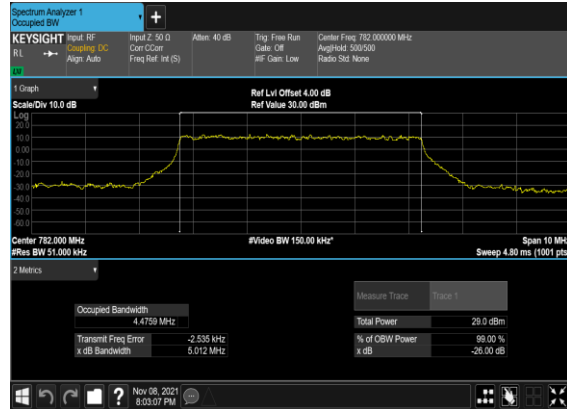 Spectrum Analyzer 1
Occupied BW
+
KEYSIGHT Input: RF Input Z: 50 Ω Atten: 40 dB Trig: Free Run Center Freq: 782.000000 MHz
RL Coupling: DC Corr CCorr Gate: Off Avg|Hold: 500/500
Align: Auto Freq Ref: Int (S) #IF Gain: Low Radio Std: None
1 Graph
Ref Lvl Offset 4.00 dB
Scale/Div 10.0 dB Ref Value 30.00 dBm
Log
20.0
10.0
0.00
-10.0
-20.0
-30.0
-40.0
-50.0
-60.0
Center 782.000 MHz #Video BW 150.00 kHz* Span 10 MH
#Res BW 51.000 kHz Sweep 4.80 ms (1001 pts
2 Metrics
Measure Trace Trace 1
Occupied Bandwidth
4.4759 MHz Total Power 29.0 dBm
Transmit Freq Error -2.535 kHz % of OBW Power 99.00 %
x dB Bandwidth 5.012 MHz x dB -26.00 dB
? Nov 08, 2021
8:03:07 PM